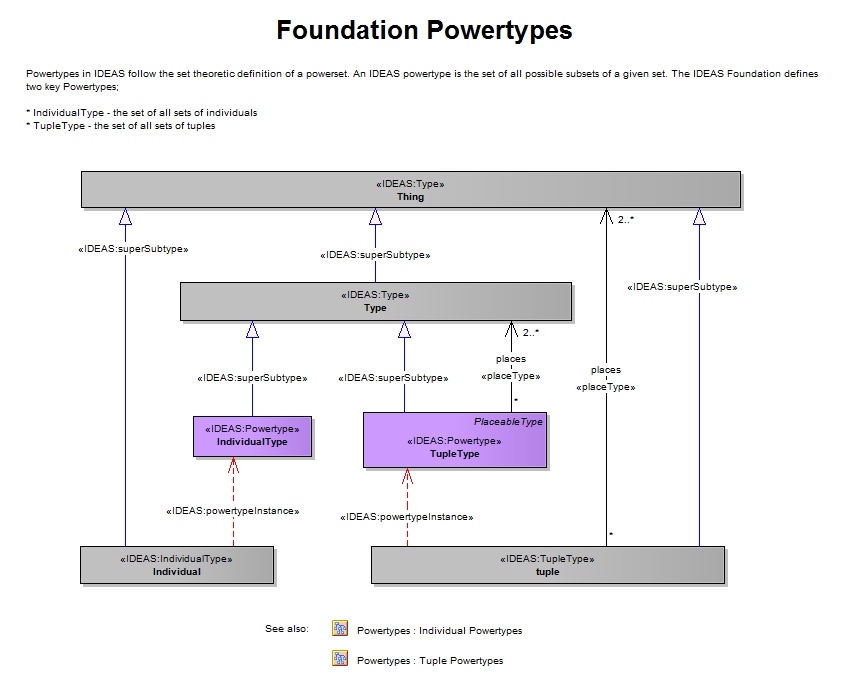 Foundation Powertypes
Powertypes in IDEAS follow the set theoretic definition of a powerset. An IDEAS powertype is the set of all possible subsets of a given set. The IDEAS Foundation defines
two key Powertypes;
* IndividualType - the set of all sets of individuals
* TupleType - the set of all sets of tuples
«IDEAS:Type»
Thing
2..*
«IDEAS:superSubtype»
«IDEAS:superSubtype»
«IDEAS:superSubtype»
«IDEAS:Type»
Type
2..*
places
«placeType»
places
«placeType»
«IDEAS:superSubtype»
«IDEAS:superSubtype»
*
«IDEAS:Powertype»
IndividualType
PlaceableType
«IDEAS:Powertype»
TupleType
«IDEAS:powertypeInstance»
«IDEAS:powertypeInstance»
*
«IDEAS:IndividualType»
Individual
«IDEAS:TupleType»
tuple
See also:
Powertypes : Individual Powertypes
Powertypes : Tuple Powertypes